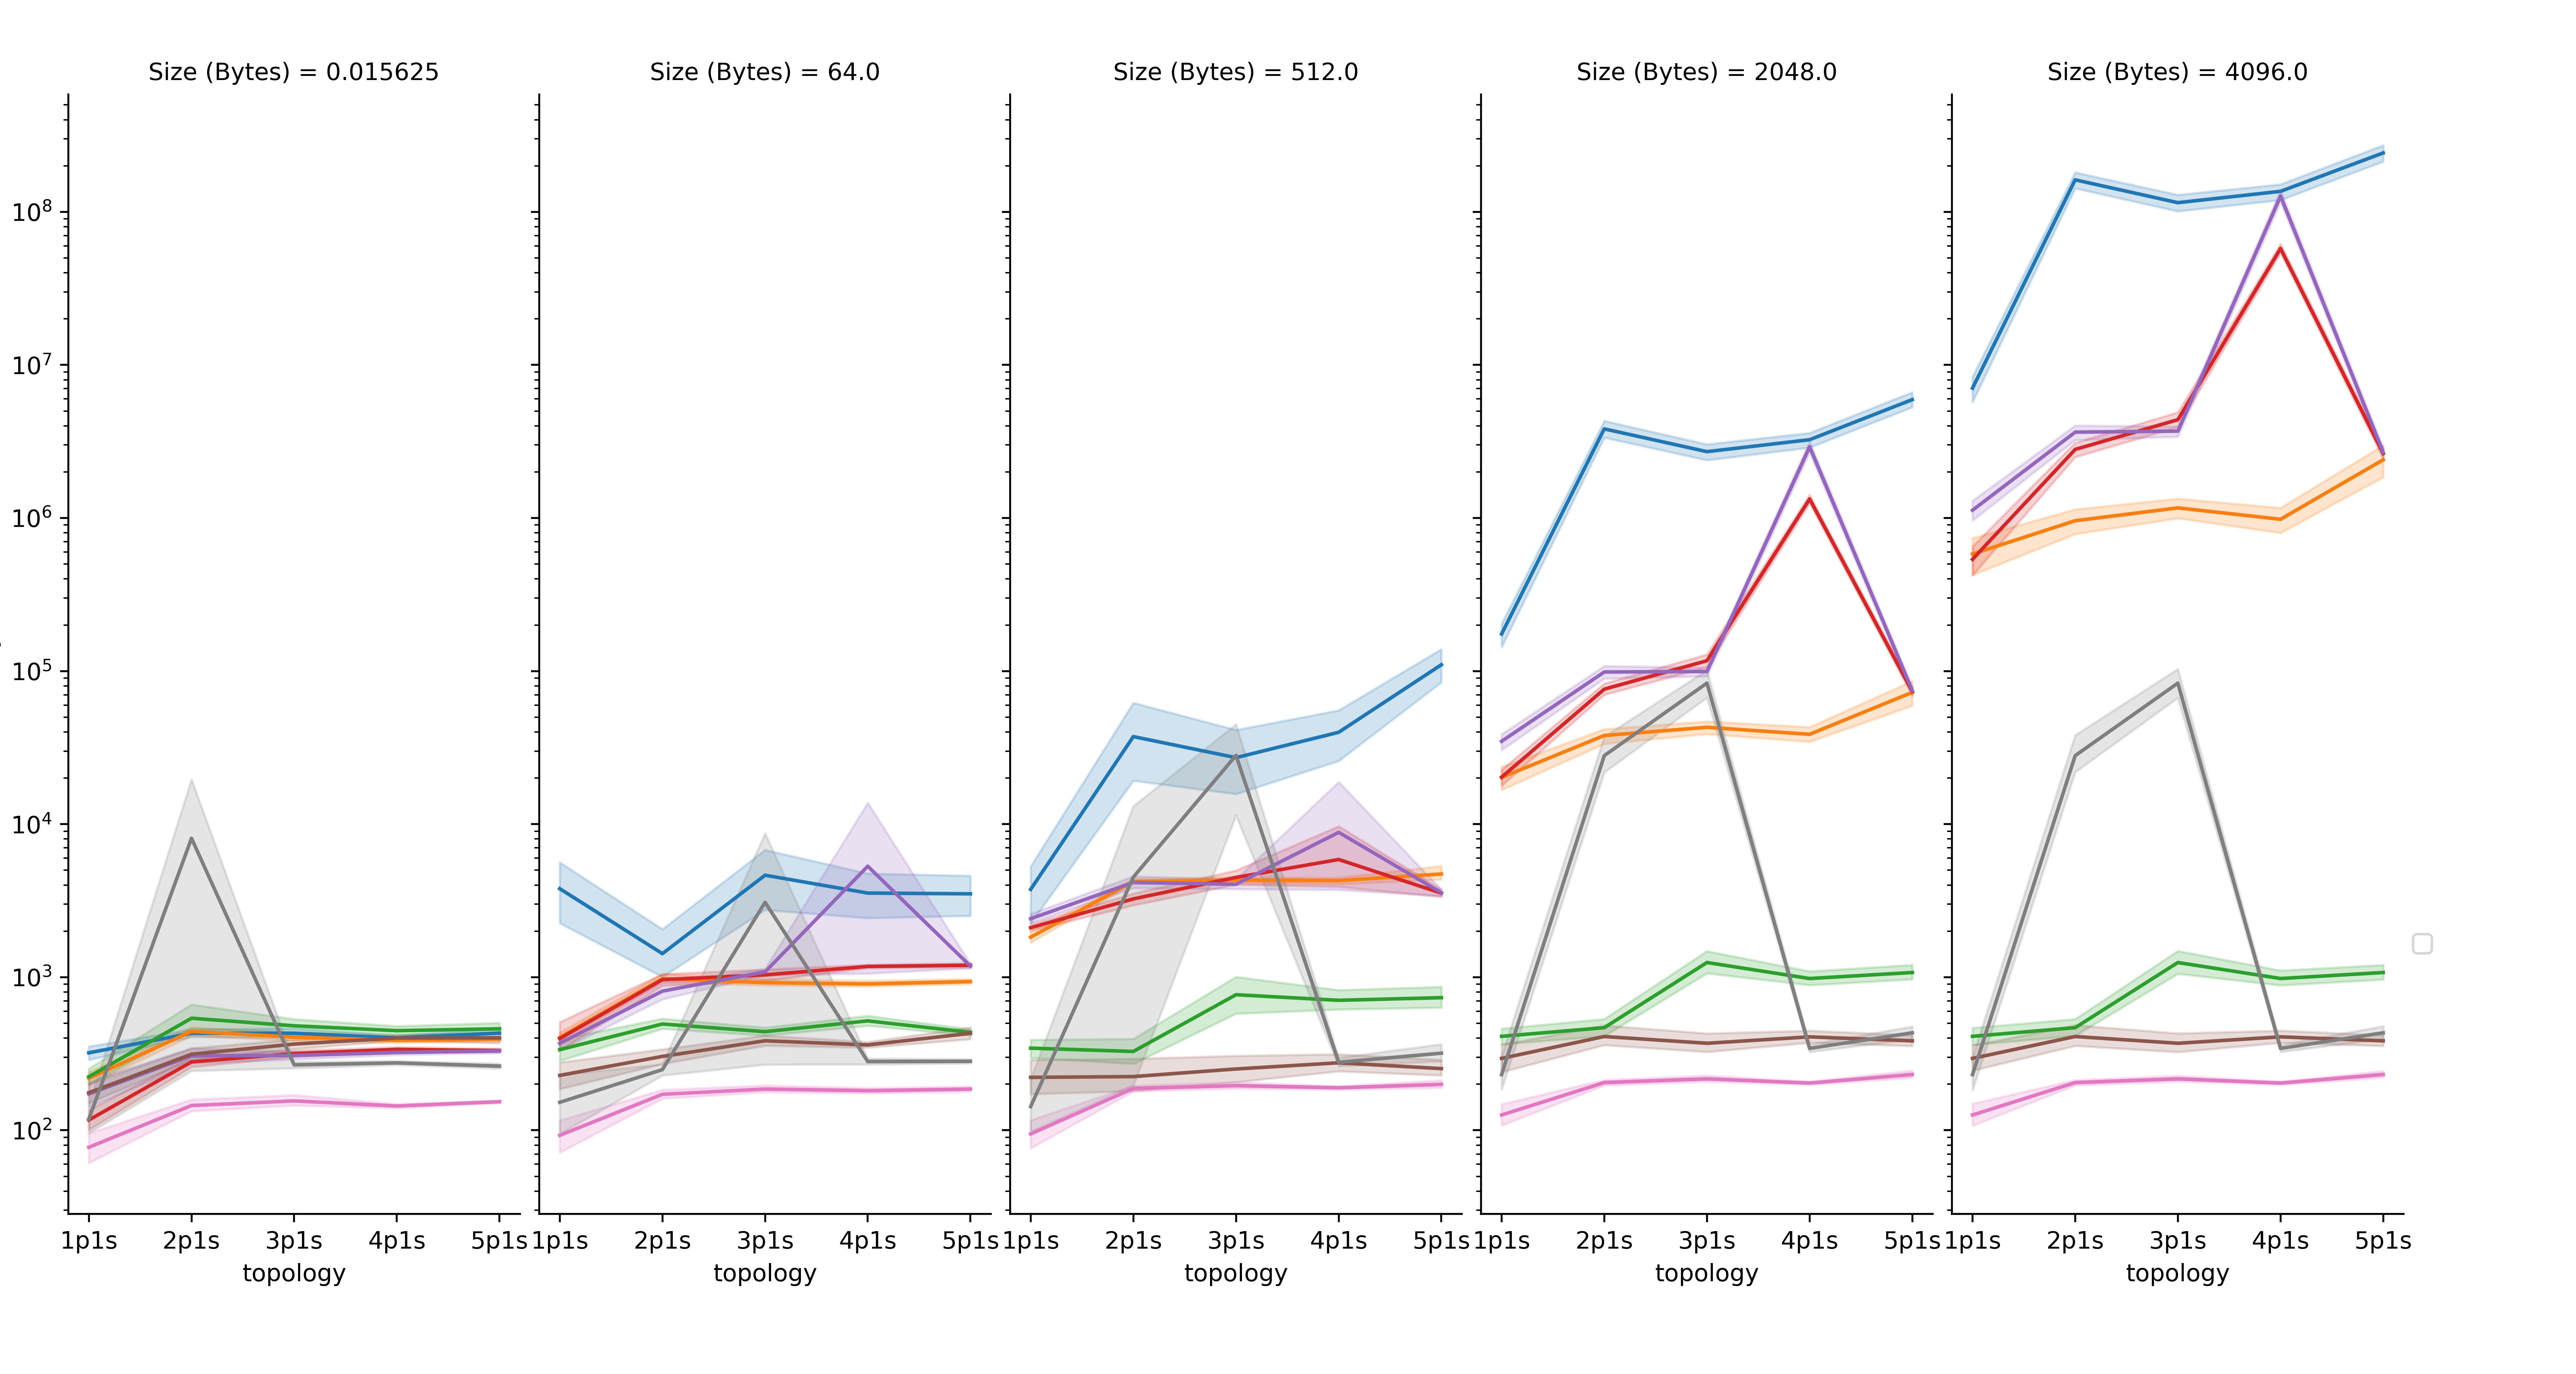 Size (Bytes) = 0.015625 Size (Bytes) = 64.0 Size (Bytes) = 512.0 Size (Bytes) = 2048.0 Size (Bytes) = 4096.0
10⁸
10⁷
10⁶
10⁵
10⁴
10³
10²
1p1s 2p1s 3p1s 4p1s 5p1s 1p1s 2p1s 3p1s 4p1s 5p1s 1p1s 2p1s 3p1s 4p1s 5p1s 1p1s 2p1s 3p1s 4p1s 5p1s 1p1s 2p1s 3p1s 4p1s 5p1s
topology topology topology topology topology